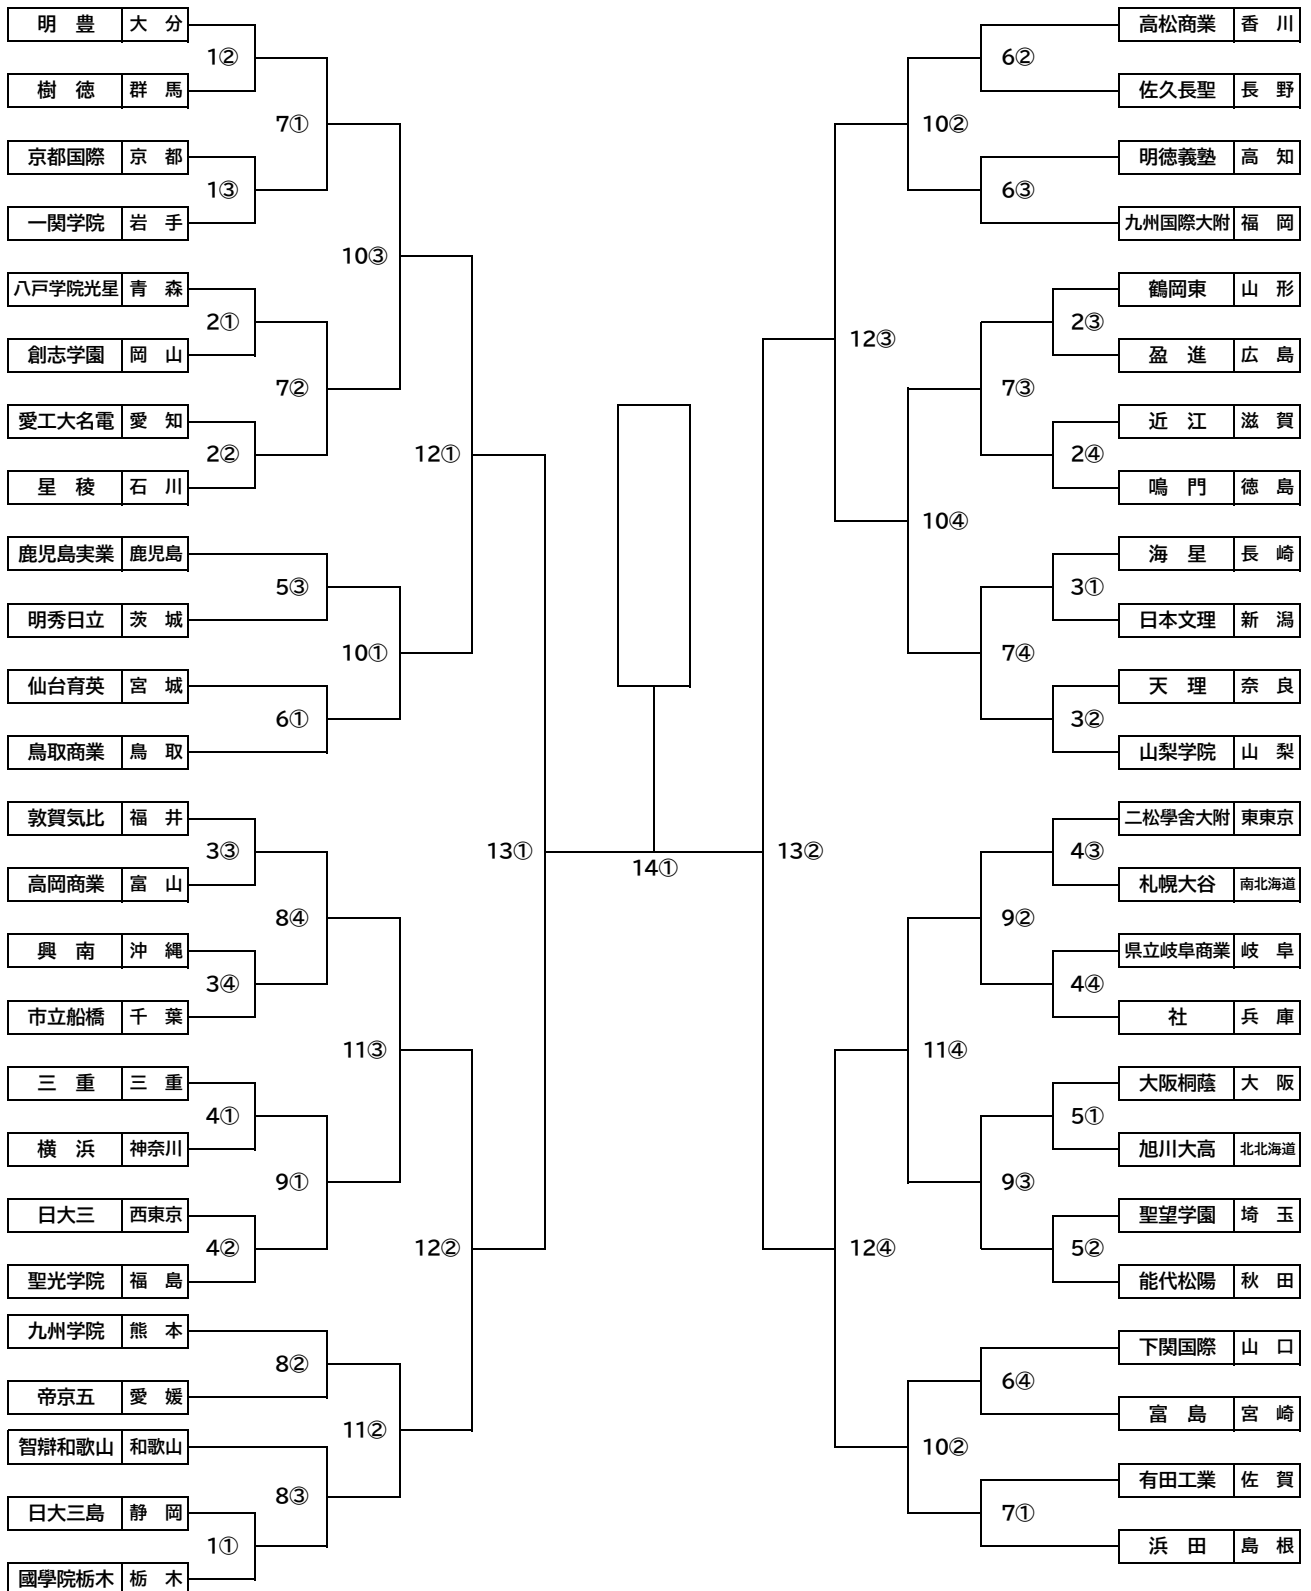 明　豊 大　分
1②
樹　徳 群　馬
7①
京都国際 京　都
1③
一関学院 岩　手
10③
八戸学院光星 青　森
2①
創志学園 岡　山
7②
愛工大名電 愛　知
2②
星　稜 石　川
12①
鹿児島実業 鹿児島
5③
明秀日立 茨　城
10①
仙台育英 宮　城
6①
鳥取商業 鳥　取
13①
敦賀気比 福　井
3③
高岡商業 富　山
8④
興　南 沖　縄
3④
市立船橋 千　葉
11③
三　重 三　重
4①
横　浜 神奈川
9①
日大三 西東京
4②
聖光学院 福　島
12②
九州学院 熊　本
8②
帝京五 愛　媛
11②
智辯和歌山 和歌山
8③
日大三島 静　岡
1①
國學院栃木 栃　木
14①
高松商業 香　川
6②
佐久長聖 長　野
10②
明徳義塾 高　知
6③
九州国際大附 福　岡
12③
鶴岡東 山　形
2③
盈　進 広　島
7③
近　江 滋　賀
2④
鳴　門 徳　島
10④
海　星 長　崎
3①
日本文理 新　潟
7④
天　理 奈　良
3②
山梨学院 山　梨
13②
二松學舎大附 東東京
4③
札幌大谷 南北海道
9②
県立岐阜商業 岐　阜
4④
社 兵　庫
11④
大阪桐蔭 大　阪
5①
旭川大高 北北海道
9③
聖望学園 埼　玉
5②
能代松陽 秋　田
12④
下関国際 山　口
6④
富　島 宮　崎
10②
有田工業 佐　賀
7①
浜　田 島　根